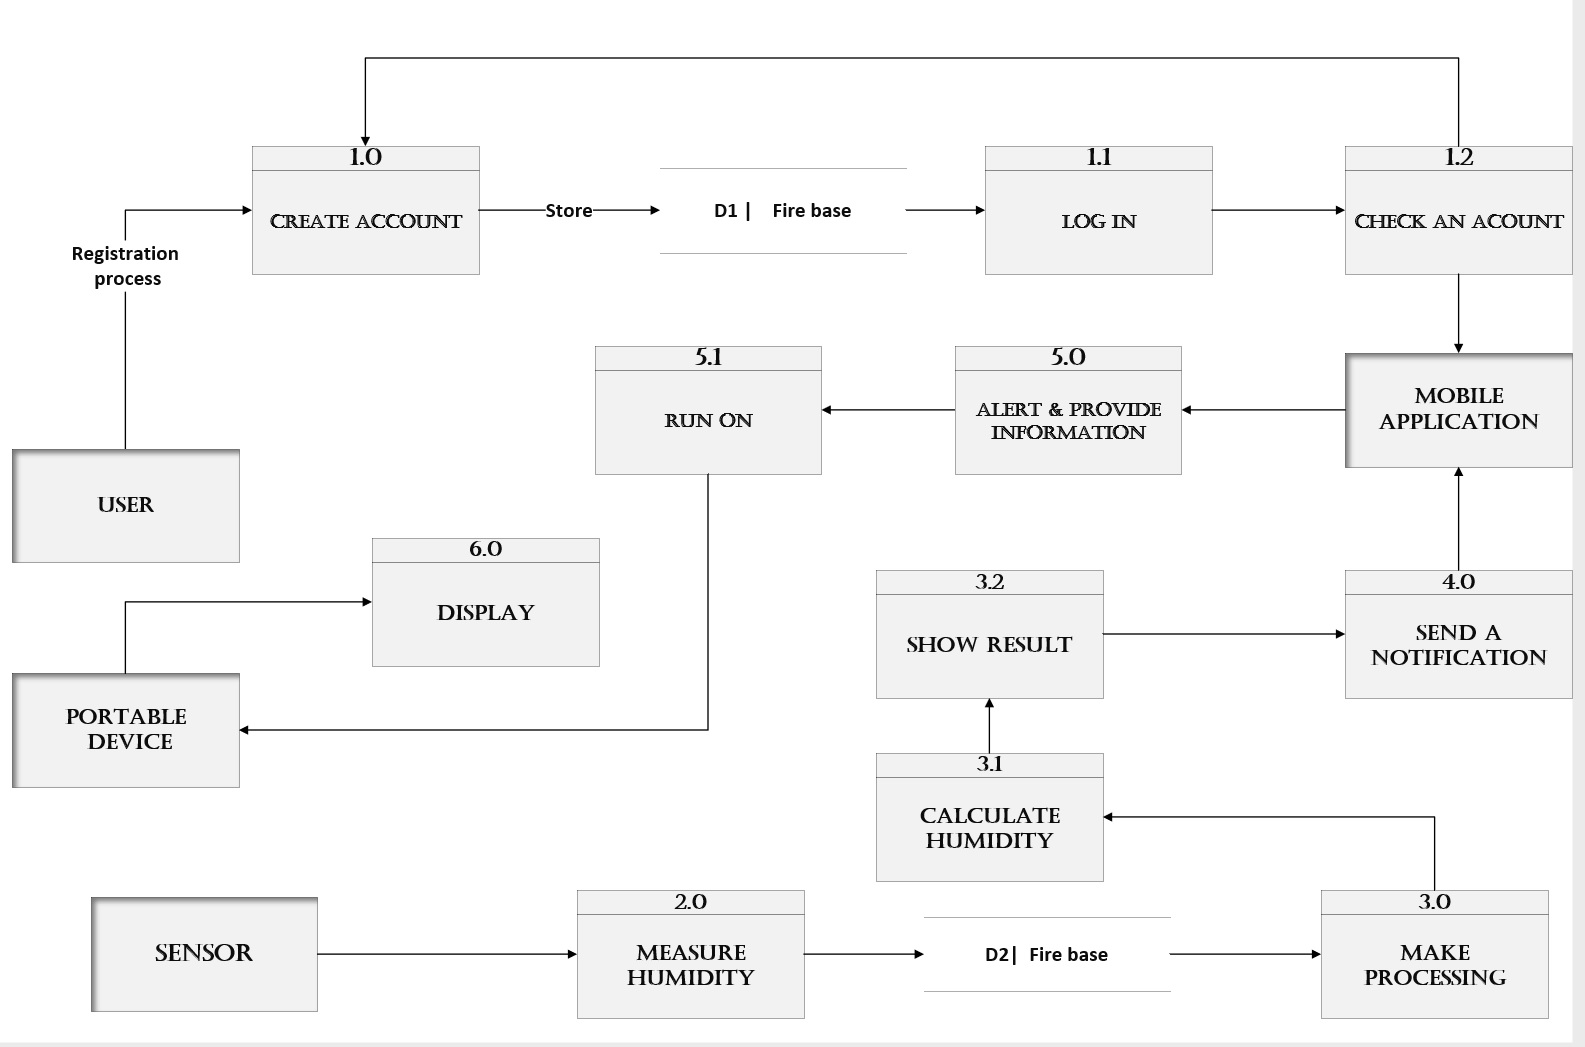 1.0
CREATE ACCOUNT
Store
D1 | Fire base
1.1
LOG IN
1.2
CHECK AN ACOUNT
Registration
process
5.1
RUN ON
5.0
ALERT & PROVIDE
INFORMATION
MOBILE
APPLICATION
USER
6.0
DISPLAY
3.2
SHOW RESULT
4.0
SEND A
NOTIFICATION
PORTABLE
DEVICE
3.1
CALCULATE
HUMIDITY
SENSOR
2.0
MEASURE
HUMIDITY
D2| Fire base
3.0
MAKE
PROCESSING